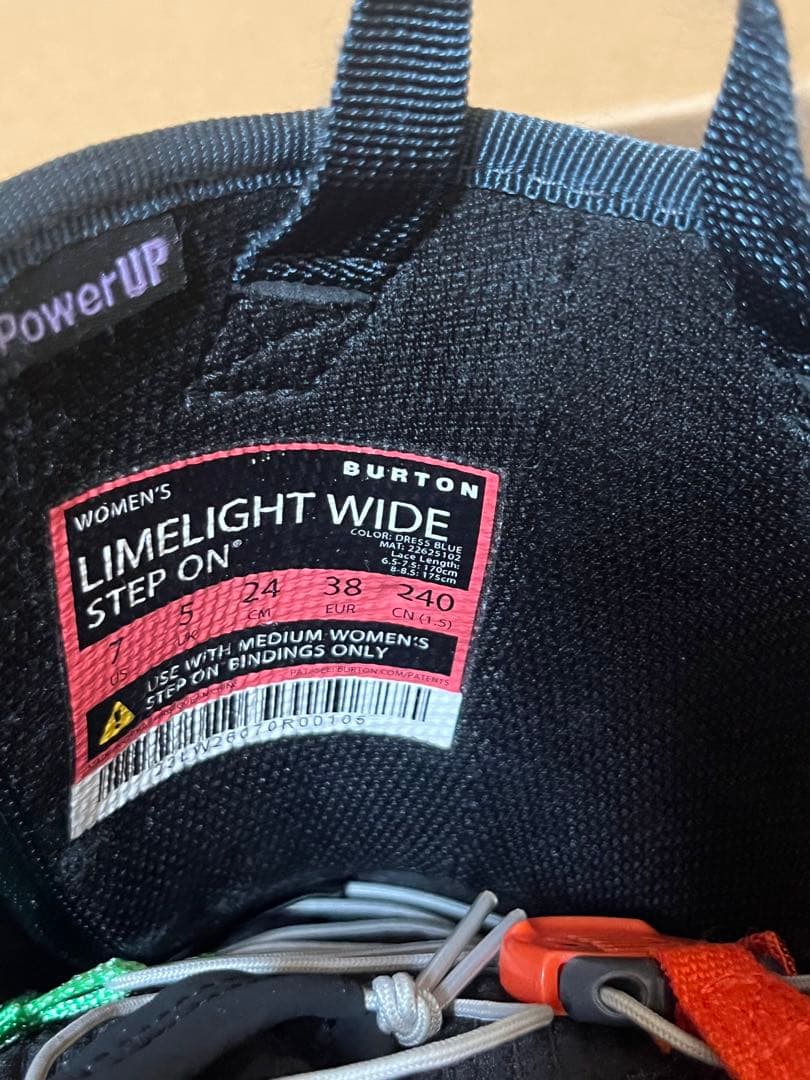 PowerUP
BURTON
WOMEN'S
LIMELIGHT WIDE
STEP ON®
COLOR: DRESS BLUE
MAT: 22625102
Lace Length:
6.5-7.5: 170cm
8-8.5: 175cm
7 5 24 38 240
US UK CM EUR CN (1.5)
USE WITH MEDIUM WOMEN'S
STEP ON® BINDINGS ONLY
PAT. SEE: BURTON.COM/PATENTS